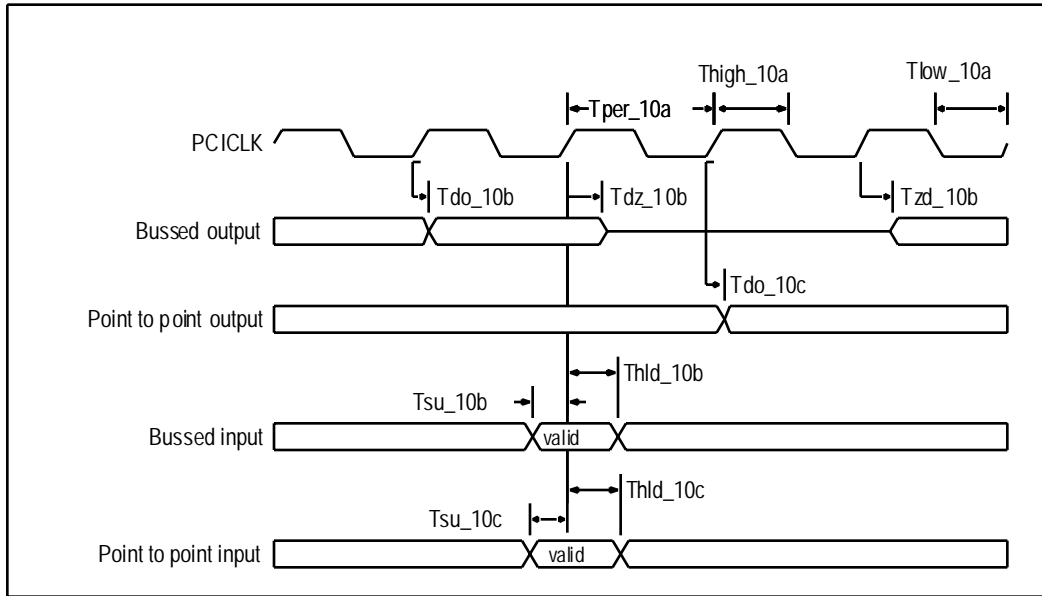 Thigh_10a
Tlow_10a
Tper_10a
PCICLK
Tdo_10b
Tdz_10b
Tzd_10b
Bussed output
Tdo_10c
Point to point output
Thld_10b
Tsu_10b
Bussed input
valid
Thld_10c
Tsu_10c
Point to point input
valid